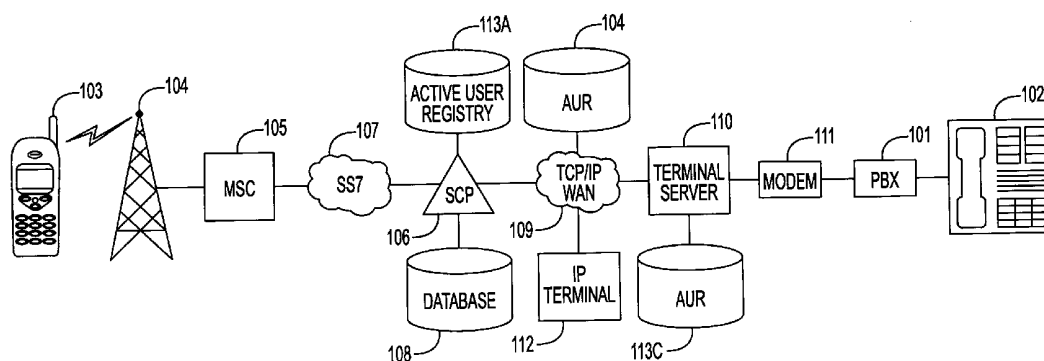 113A
104
103
104
105
107
ACTIVE USER
REGISTRY
AUR
110
111
101
102
MSC
SS7
SCP
TCP/IP
WAN
TERMINAL
SERVER
MODEM
PBX
106
109
DATABASE
IP
TERMINAL
AUR
108
112
113C